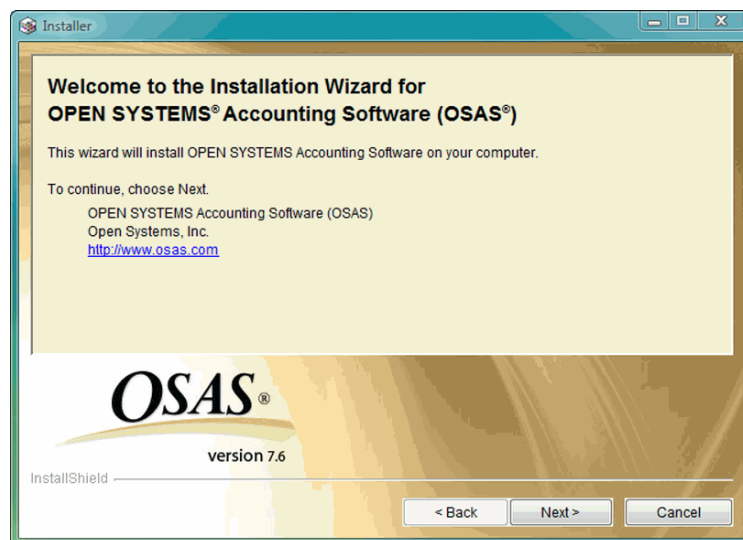 Installer
Welcome to the Installation Wizard for
OPEN SYSTEMS® Accounting Software (OSAS®)
This wizard will install OPEN SYSTEMS Accounting Software on your computer.
To continue, choose Next.
OPEN SYSTEMS Accounting Software (OSAS)
Open Systems, Inc.
http://www.osas.com
OSAS®
version 7.6
InstallShield
< Back Next > Cancel